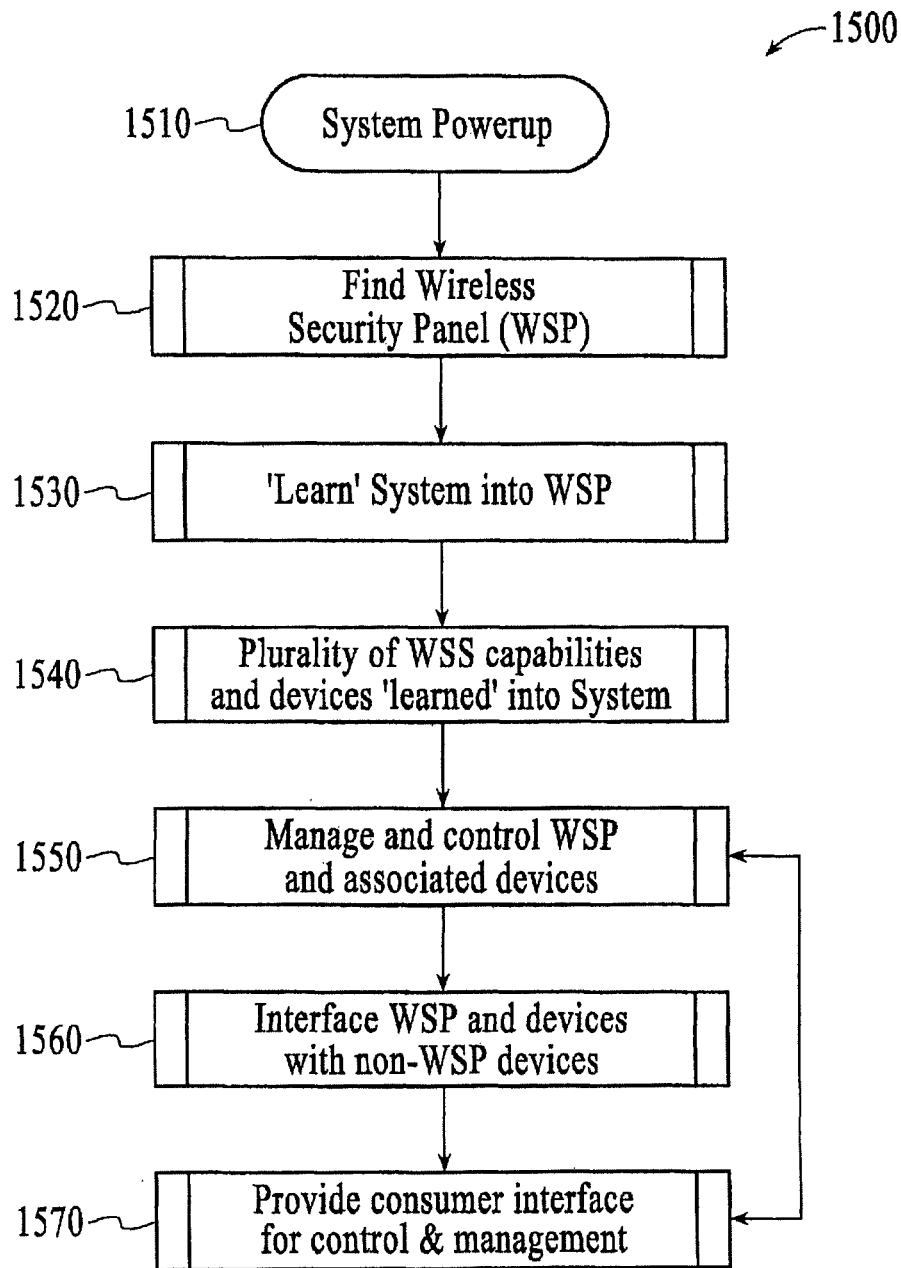 1500
1510
System Powerup
1520
Find Wireless
Security Panel (WSP)
1530
'Learn' System into WSP
1540
Plurality of WSS capabilities
and devices 'learned' into System
1550
Manage and control WSP
and associated devices
1560
Interface WSP and devices
with non-WSP devices
1570
Provide consumer interface
for control & management